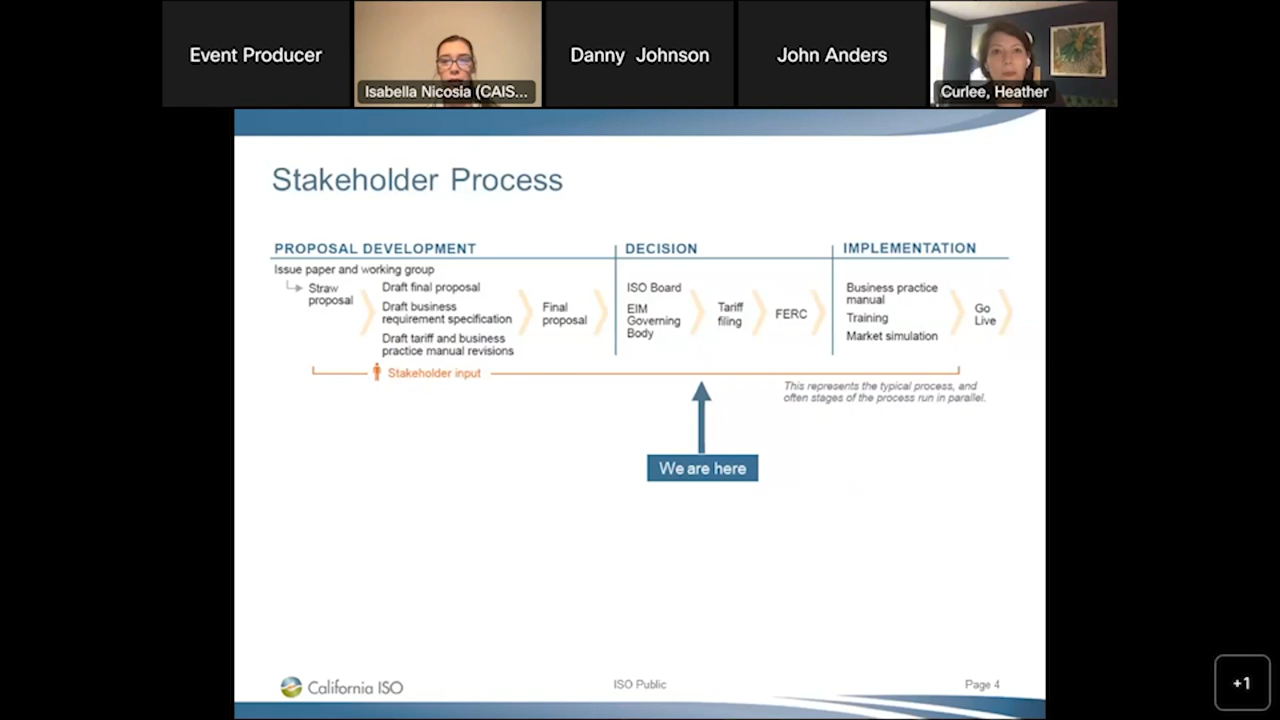 Event Producer
Isabella Nicosia (CAIS...
Danny Johnson
John Anders
Curlee, Heather
Stakeholder Process
PROPOSAL DEVELOPMENT
Issue paper and working group
Straw
proposal
Draft final proposal
Draft business
requirement specification
Draft tariff and business
practice manual revisions
Final
proposal
DECISION
ISO Board
EIM
Governing
Body
Tariff
filing
FERC
IMPLEMENTATION
Business practice
manual
Training
Market simulation
Go
Live
Stakeholder input
This represents the typical process, and
often stages of the process run in parallel.
We are here
California ISO
ISO Public
Page 4
+1